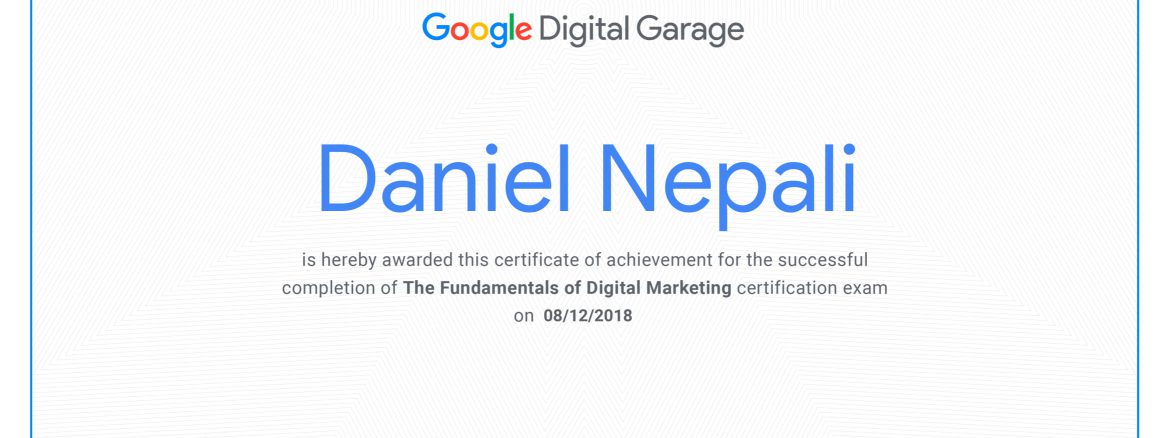 Google Digital Garage
Daniel Nepali
is hereby awarded this certificate of achievement for the successful
completion of The Fundamentals of Digital Marketing certification exam
on 08/12/2018